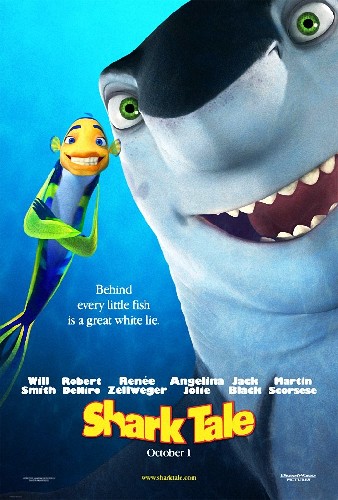 Behind
every little fish
is a great white lie.
Will Robert Renée Angelina Jack Martin
Smith DeNiro Zellweger Jolie Black Scorsese
Shark Tale
October 1
www.sharktale.com
PICTURES